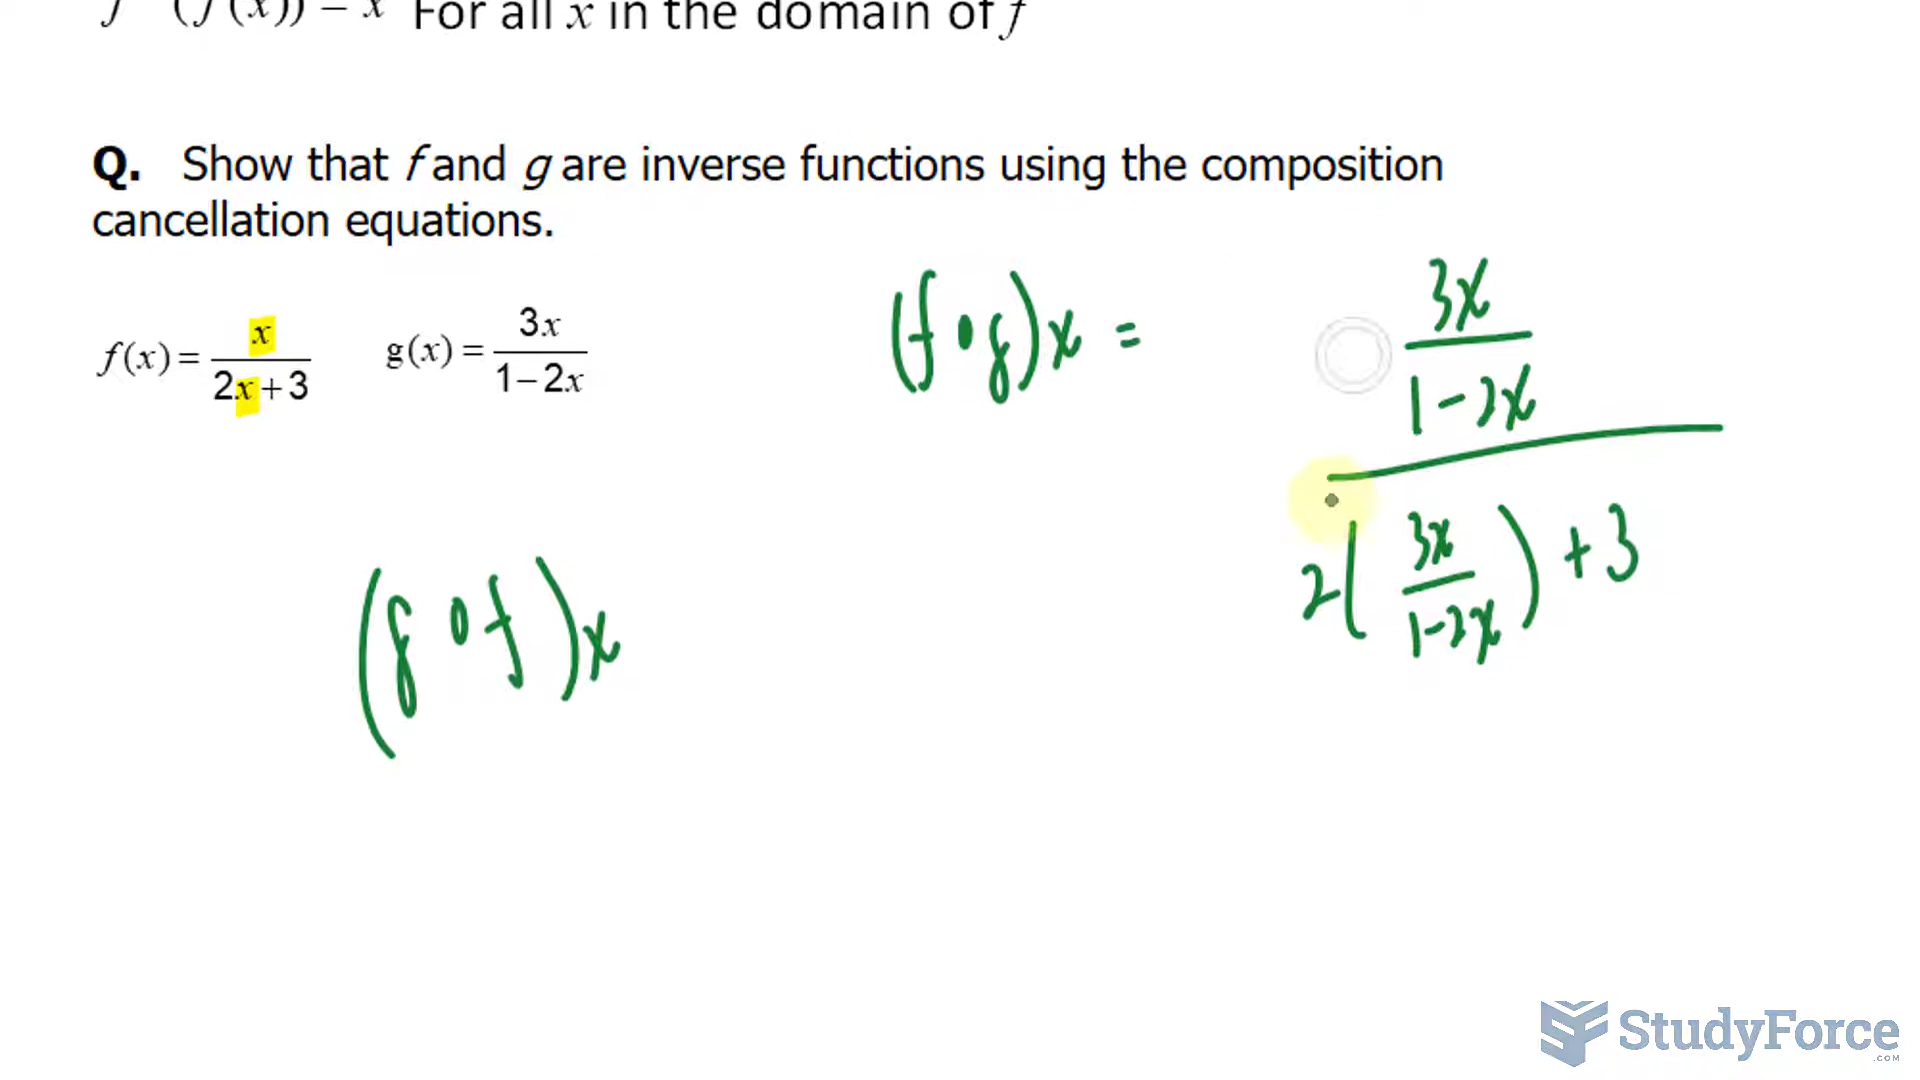 f (f(x)) = x For all x in the domain of f
Q. Show that f and g are inverse functions using the composition
cancellation equations.
f(x) = x / 2x + 3   g(x) = 3x / 1 − 2x
(f ∘ g)x =
3x
1 - 2x
2( 3x / 1-2x ) + 3
(g ∘ f)x
StudyForce
.COM